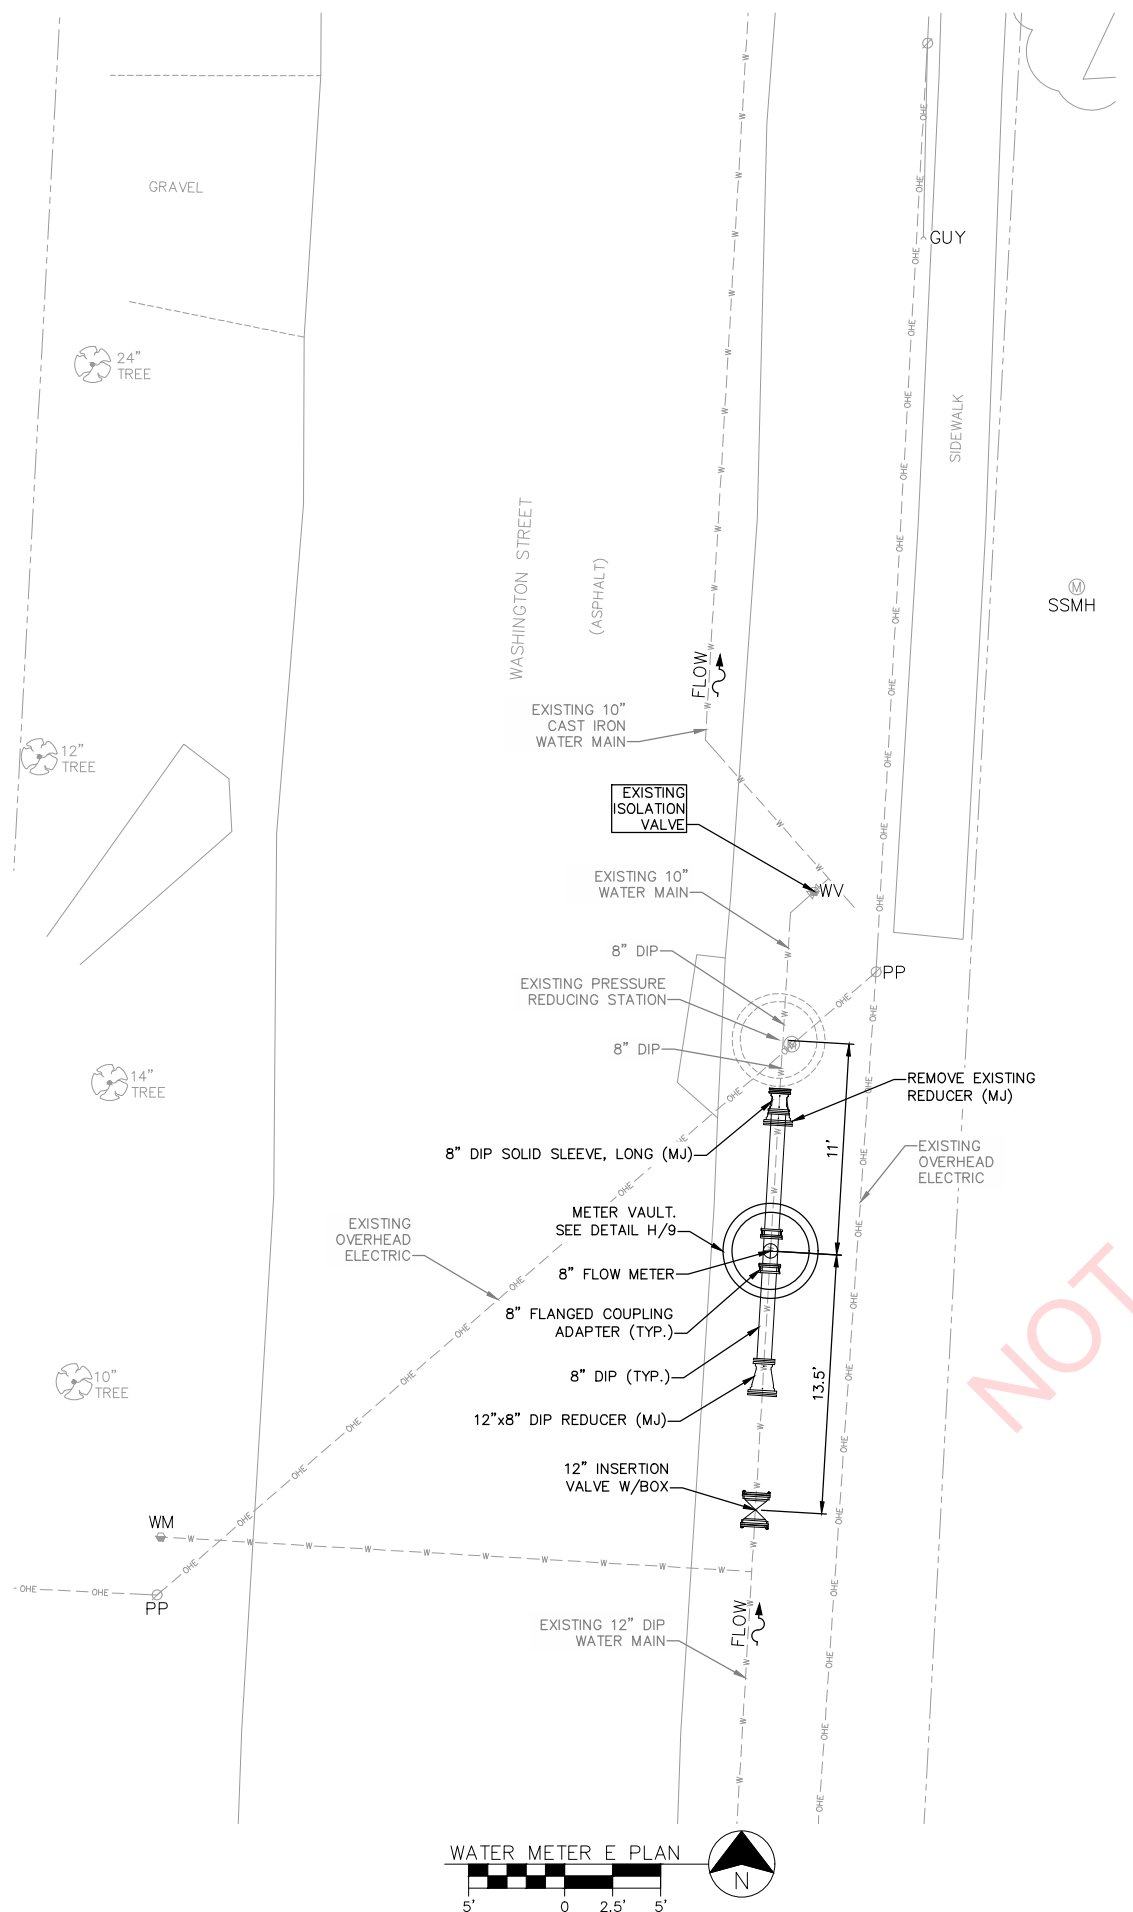 GUY
GRAVEL
24"
TREE
SIDEWALK
WASHINGTON STREET
(ASPHALT)
SSMH
FLOW
EXISTING 10"
CAST IRON
WATER MAIN
12"
TREE
EXISTING
ISOLATION
VALVE
WV
EXISTING 10"
WATER MAIN
8" DIP
PP
EXISTING PRESSURE
REDUCING STATION
8" DIP
14"
TREE
REMOVE EXISTING
REDUCER (MJ)
11'
8" DIP SOLID SLEEVE, LONG (MJ)
EXISTING
OVERHEAD
ELECTRIC
METER VAULT.
SEE DETAIL H/9
EXISTING
OVERHEAD
ELECTRIC
8" FLOW METER
8" FLANGED COUPLING
ADAPTER (TYP.)
NOT
8" DIP (TYP.)
13.5'
10"
TREE
12"x8" DIP REDUCER (MJ)
12" INSERTION
VALVE W/BOX
WM
W W W W W W W W W
OHE OHE
PP
FLOW
EXISTING 12" DIP
WATER MAIN
WATER METER E PLAN
N
5' 0 2.5' 5'